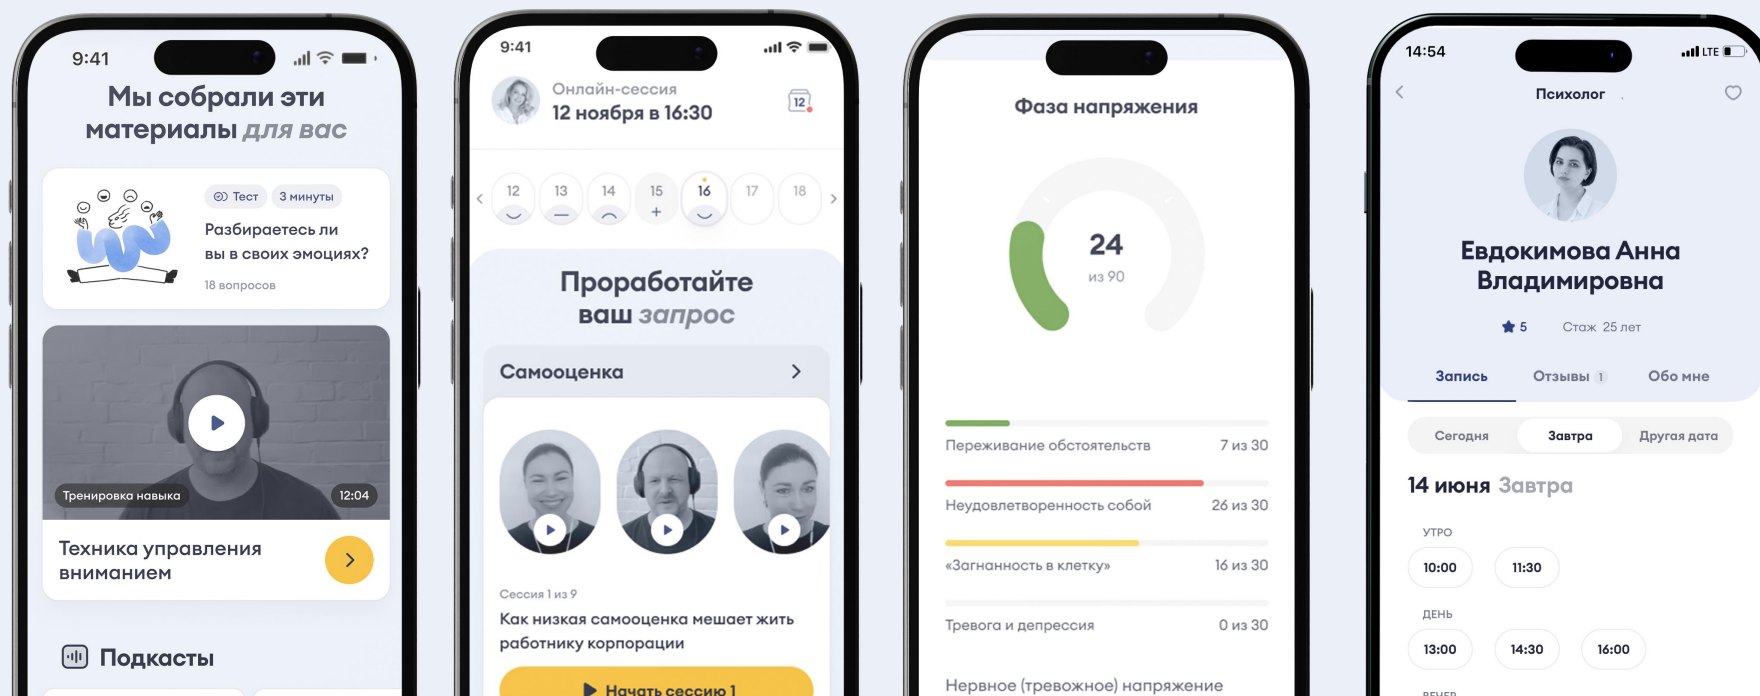 9:41
Мы собрали эти
материалы для вас
Тест
3 минуты
Разбираетесь ли
вы в своих эмоциях?
18 вопросов
Тренировка навыка
12:04
Техника управления
вниманием
Подкасты
9:41
Онлайн-сессия
12 ноября в 16:30
12
12 13 14 15 16 17 18
Проработайте
ваш запрос
Самооценка
Сессия 1 из 9
Как низкая самооценка мешает жить
работнику корпорации
Начать сессию 1
Фаза напряжения
24
из 90
Переживание обстоятельств 7 из 30
Неудовлетворенность собой 26 из 30
«Загнанность в клетку» 16 из 30
Тревога и депрессия 0 из 30
Нервное (тревожное) напряжение
14:54
LTE
Психолог
Евдокимова Анна
Владимировна
5 Стаж 25 лет
Запись Отзывы 1 Обо мне
Сегодня Завтра Другая дата
14 июня Завтра
УТРО
10:00 11:30
ДЕНЬ
13:00 14:30 16:00
ВЕЧЕР